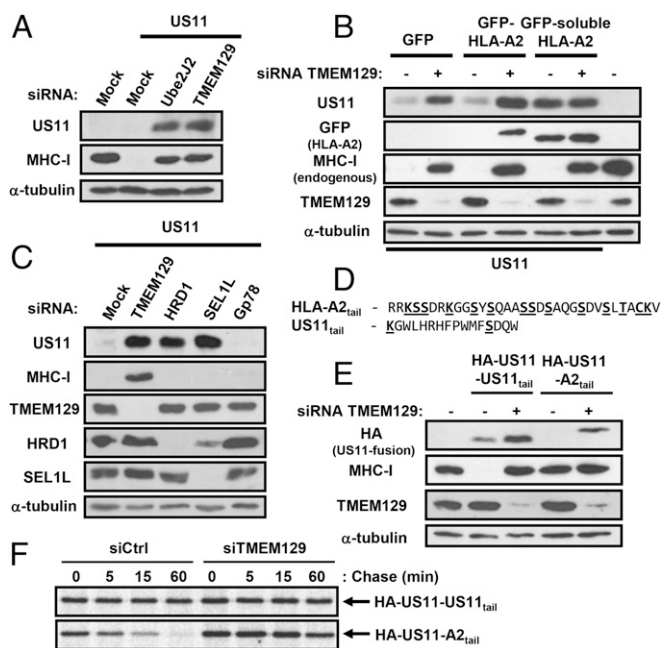 A
US11
siRNA:
Mock
Mock
Ube2J2
TMEM129
US11
MHC-I
α-tubulin
B
GFP
GFP-HLA-A2
GFP-soluble HLA-A2
siRNA TMEM129: - + - + - + -
US11
GFP
(HLA-A2)
MHC-I
(endogenous)
TMEM129
α-tubulin
US11
C
US11
siRNA:
Mock
TMEM129
HRD1
SEL1L
Gp78
US11
MHC-I
TMEM129
HRD1
SEL1L
α-tubulin
D
HLA-A2tail - RRKSSDRKGGSYSQAASSDSAQGSDVSLTACKV
US11tail - KGWLHRHFPWMFSDQW
E
HA-US11
-US11tail
HA-US11
-A2tail
siRNA TMEM129: - - + - +
HA
(US11-fusion)
MHC-I
TMEM129
α-tubulin
F
siCtrl siTMEM129
0 5 15 60 0 5 15 60 : Chase (min)
HA-US11-US11tail
HA-US11-A2tail